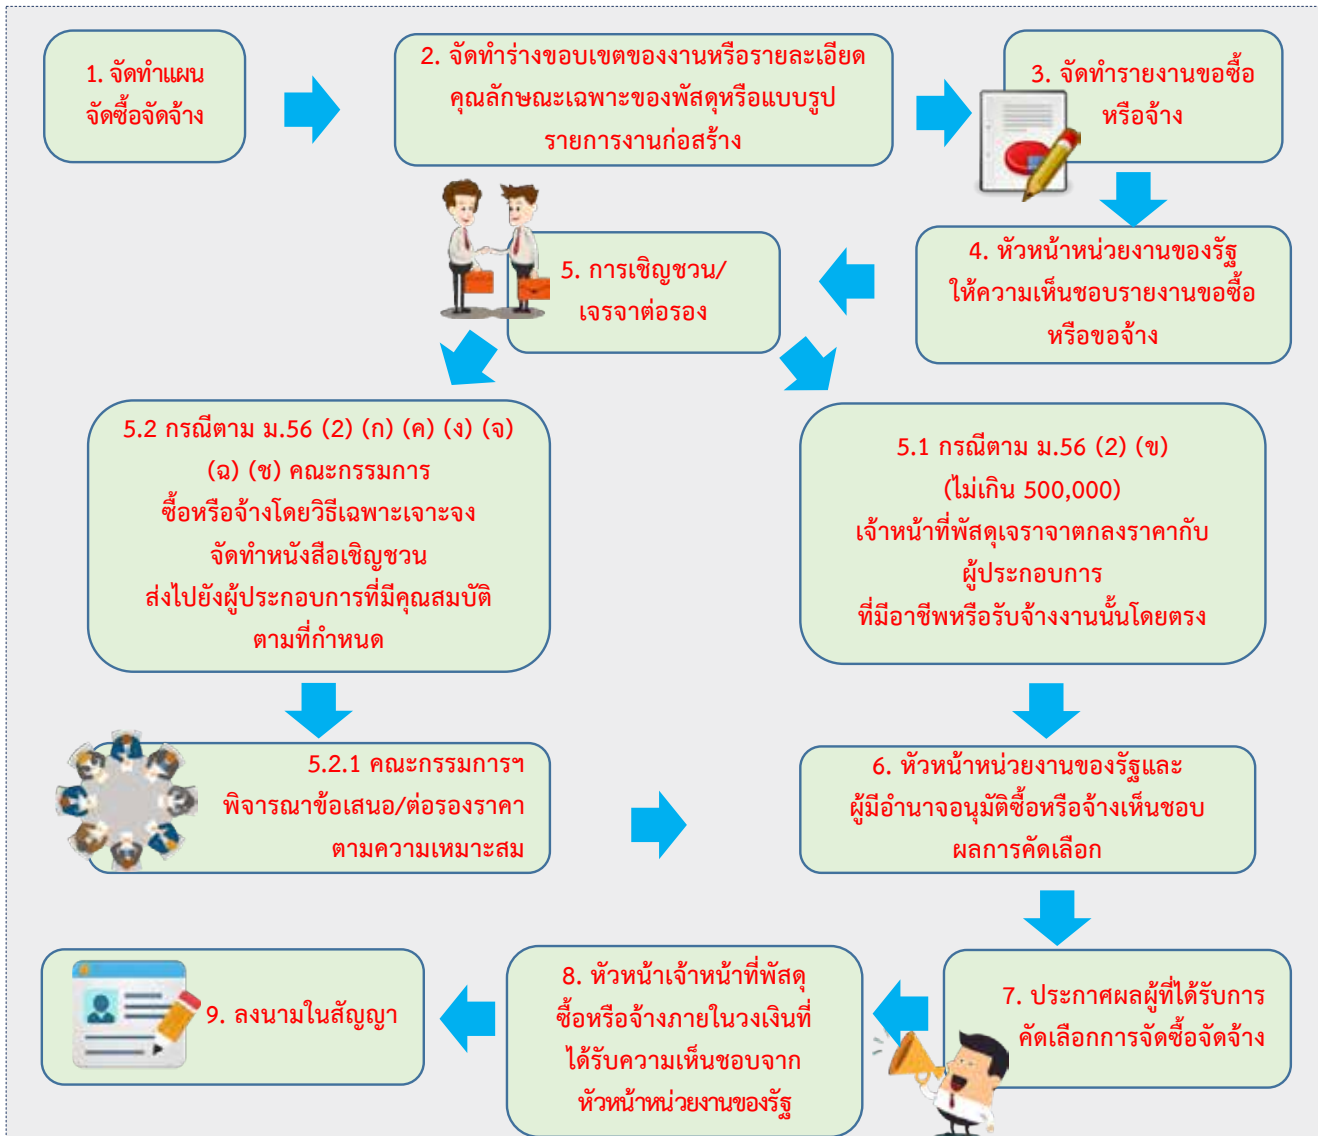 1. จัดทำแผน
จัดซื้อจัดจ้าง
2. จัดทำร่างขอบเขตของงานหรือรายละเอียด
คุณลักษณะเฉพาะของพัสดุหรือแบบรูป
รายการงานก่อสร้าง
3. จัดทำรายงานขอซื้อ
หรือจ้าง
4. หัวหน้าหน่วยงานของรัฐ
ให้ความเห็นชอบรายงานขอซื้อ
หรือขอจ้าง
5. การเชิญชวน/
เจรจาต่อรอง
5.2 กรณีตาม ม.56 (2) (ก) (ค) (ง) (จ)
(ฉ) (ช) คณะกรรมการ
ซื้อหรือจ้างโดยวิธีเฉพาะเจาะจง
จัดทำหนังสือเชิญชวน
ส่งไปยังผู้ประกอบการที่มีคุณสมบัติ
ตามที่กำหนด
5.1 กรณีตาม ม.56 (2) (ข)
(ไม่เกิน 500,000)
เจ้าหน้าที่พัสดุเจราจาตกลงราคากับ
ผู้ประกอบการ
ที่มีอาชีพหรือรับจ้างงานนั้นโดยตรง
5.2.1 คณะกรรมการฯ
พิจารณาข้อเสนอ/ต่อรองราคา
ตามความเหมาะสม
6. หัวหน้าหน่วยงานของรัฐและ
ผู้มีอำนาจอนุมัติซื้อหรือจ้างเห็นชอบ
ผลการคัดเลือก
7. ประกาศผลผู้ที่ได้รับการ
คัดเลือกการจัดซื้อจัดจ้าง
8. หัวหน้าเจ้าหน้าที่พัสดุ
ซื้อหรือจ้างภายในวงเงินที่
ได้รับความเห็นชอบจาก
หัวหน้าหน่วยงานของรัฐ
9. ลงนามในสัญญา